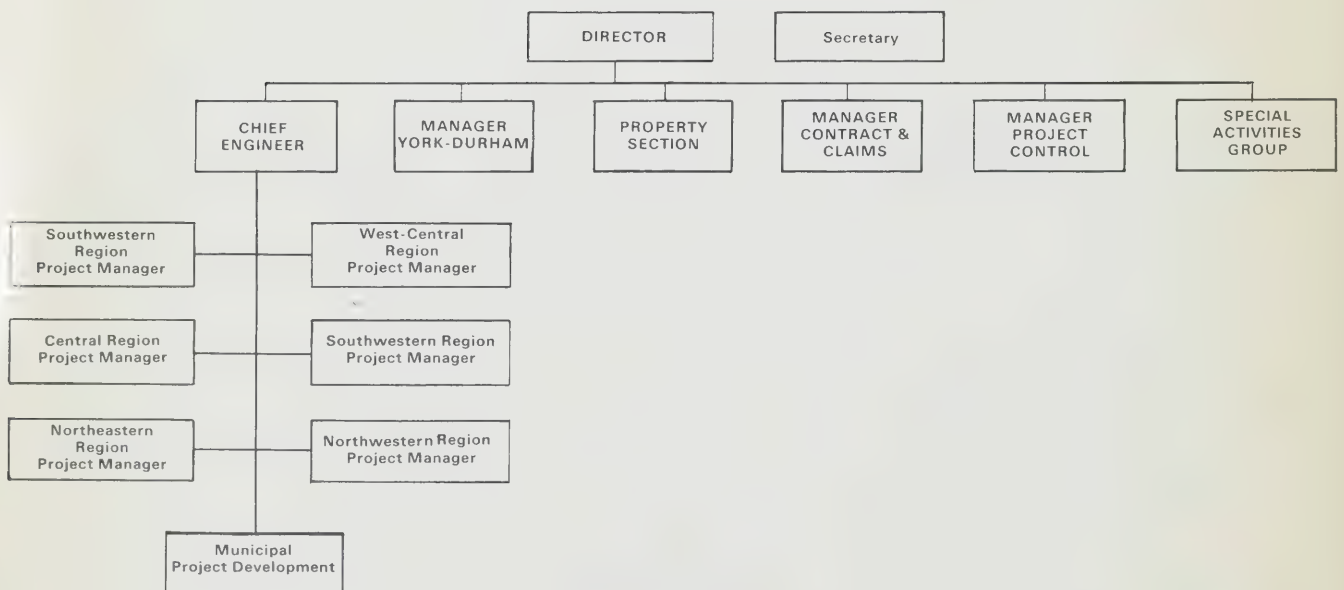 DIRECTOR
Secretary
CHIEF
ENGINEER
MANAGER
YORK-DURHAM
PROPERTY
SECTION
MANAGER
CONTRACT &
CLAIMS
MANAGER
PROJECT
CONTROL
SPECIAL
ACTIVITIES
GROUP
Southwestern
Region
Project Manager
West-Central
Region
Project Manager
Central Region
Project Manager
Southwestern Region
Project Manager
Northeastern
Region
Project Manager
Northwestern Region
Project Manager
Municipal
Project Development